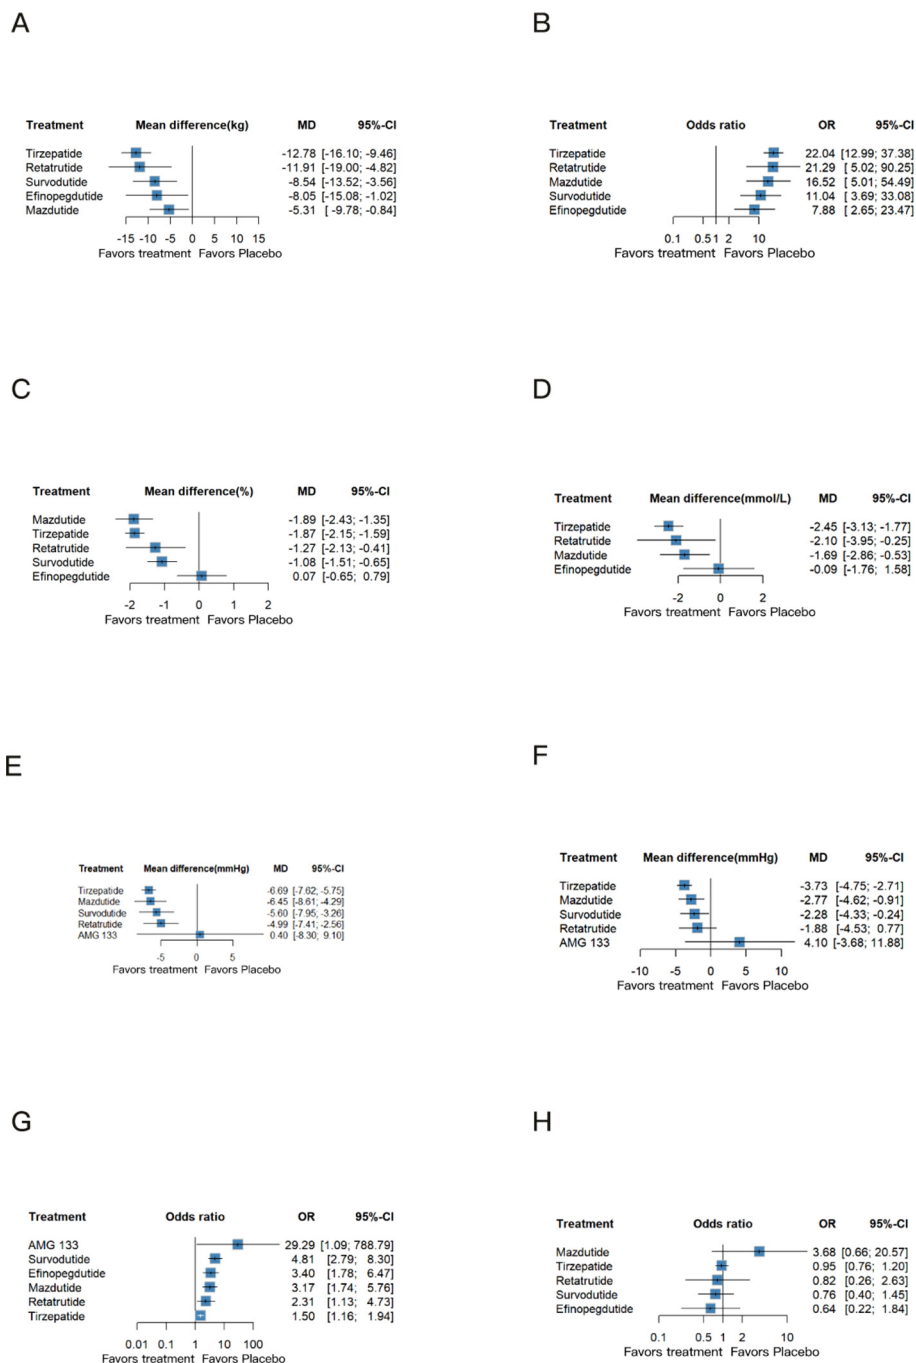 A
Treatment Mean difference(kg) MD 95%-CI
Tirzepatide -12.78 [-16.10; -9.46]
Retatrutide -11.91 [-19.00; -4.82]
Survodutide -8.54 [-13.52; -3.56]
Efinopegdutide -8.05 [-15.08; -1.02]
Mazdutide -5.31 [ -9.78; -0.84]
-15 -10 -5 0 5 10 15
Favors treatment Favors Placebo
B
Treatment Odds ratio OR 95%-CI
Tirzepatide 22.04 [12.99; 37.38]
Retatrutide 21.29 [ 5.02; 90.25]
Mazdutide 16.52 [ 5.01; 54.49]
Survodutide 11.04 [ 3.69; 33.08]
Efinopegdutide 7.88 [ 2.65; 23.47]
0.1 0.5 1 2 10
Favors treatment Favors Placebo
C
Treatment Mean difference(%) MD 95%-CI
Mazdutide -1.89 [-2.43; -1.35]
Tirzepatide -1.87 [-2.15; -1.59]
Retatrutide -1.27 [-2.13; -0.41]
Survodutide -1.08 [-1.51; -0.65]
Efinopegdutide 0.07 [-0.65; 0.79]
-2 -1 0 1 2
Favors treatment Favors Placebo
D
Treatment Mean difference(mmol/L) MD 95%-CI
Tirzepatide -2.45 [-3.13; -1.77]
Retatrutide -2.10 [-3.95; -0.25]
Mazdutide -1.69 [-2.86; -0.53]
Efinopegdutide -0.09 [-1.76; 1.58]
-2 0 2
Favors treatment Favors Placebo
E
Treatment Mean difference(mmHg) MD 95%-CI
Tirzepatide -6.69 [-7.62; -5.75]
Mazdutide -6.45 [-8.61; -4.29]
Survodutide -5.60 [-7.95; -3.26]
Retatrutide -4.99 [-7.41; -2.56]
AMG 133 0.40 [-8.30; 9.10]
-5 0 5
Favors treatment Favors Placebo
F
Treatment Mean difference(mmHg) MD 95%-CI
Tirzepatide -3.73 [-4.75; -2.71]
Mazdutide -2.77 [-4.62; -0.91]
Survodutide -2.28 [-4.33; -0.24]
Retatrutide -1.88 [-4.53; 0.77]
AMG 133 4.10 [-3.68; 11.88]
-10 -5 0 5 10
Favors treatment Favors Placebo
G
Treatment Odds ratio OR 95%-CI
AMG 133 29.29 [1.09; 788.79]
Survodutide 4.81 [2.79; 8.30]
Efinopegdutide 3.40 [1.78; 6.47]
Mazdutide 3.17 [1.74; 5.76]
Retatrutide 2.31 [1.13; 4.73]
Tirzepatide 1.50 [1.16; 1.94]
0.01 0.1 1 10 100
Favors treatment Favors Placebo
H
Treatment Odds ratio OR 95%-CI
Mazdutide 3.68 [0.66; 20.57]
Tirzepatide 0.95 [0.76; 1.20]
Retatrutide 0.82 [0.26; 2.63]
Survodutide 0.76 [0.40; 1.45]
Efinopegdutide 0.64 [0.22; 1.84]
0.1 0.5 1 2 10
Favors treatment Favors Placebo